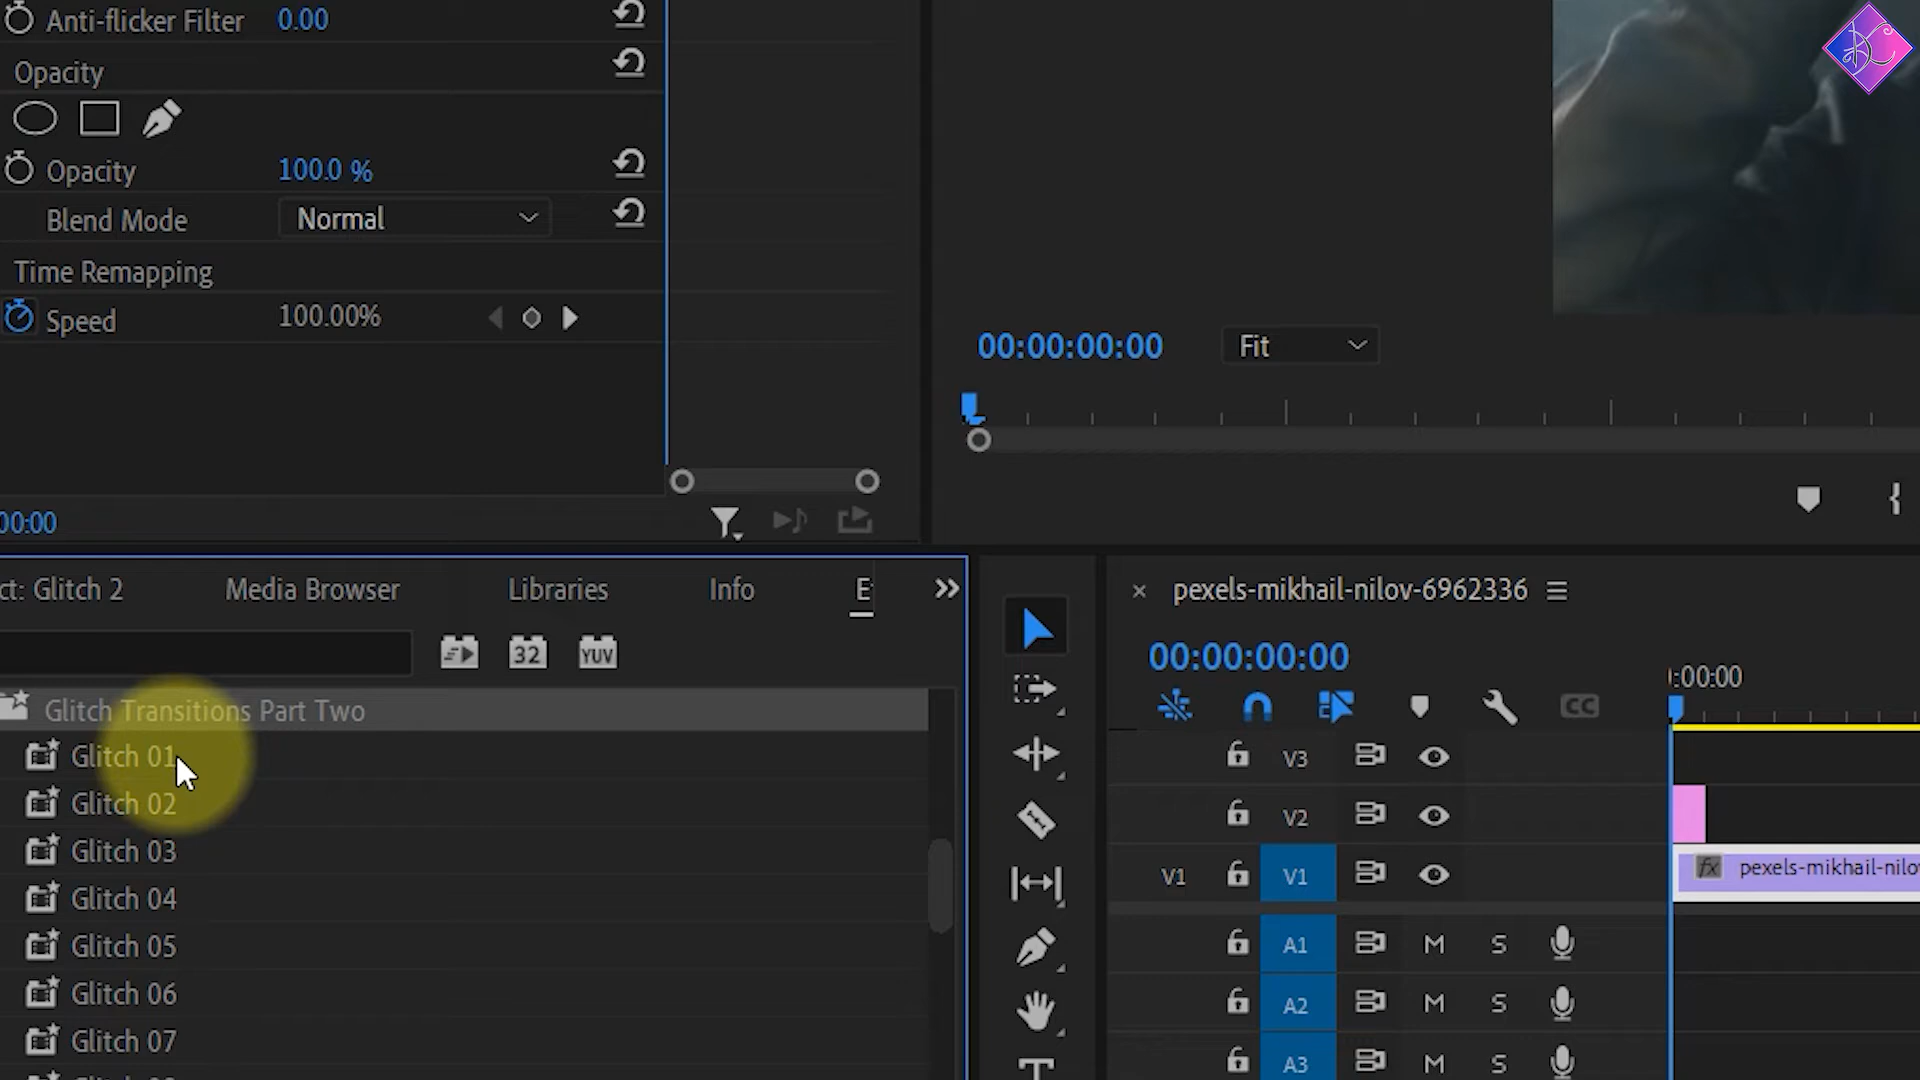 Anti-flicker Filter 0.00
Opacity
Opacity 100.0 %
Blend Mode Normal
Time Remapping
Speed 100.00%
00:00:00:00 Fit
00:00
ct: Glitch 2 Media Browser Libraries Info E
32 YUV
Glitch Transitions Part Two
Glitch 01
Glitch 02
Glitch 03
Glitch 04
Glitch 05
Glitch 06
Glitch 07
pexels-mikhail-nilov-6962336
00:00:00:00
:00:00
CC
V3
V2
V1 V1 fx pexels-mikhail-nilo
A1 M S
A2 M S
A3 M S